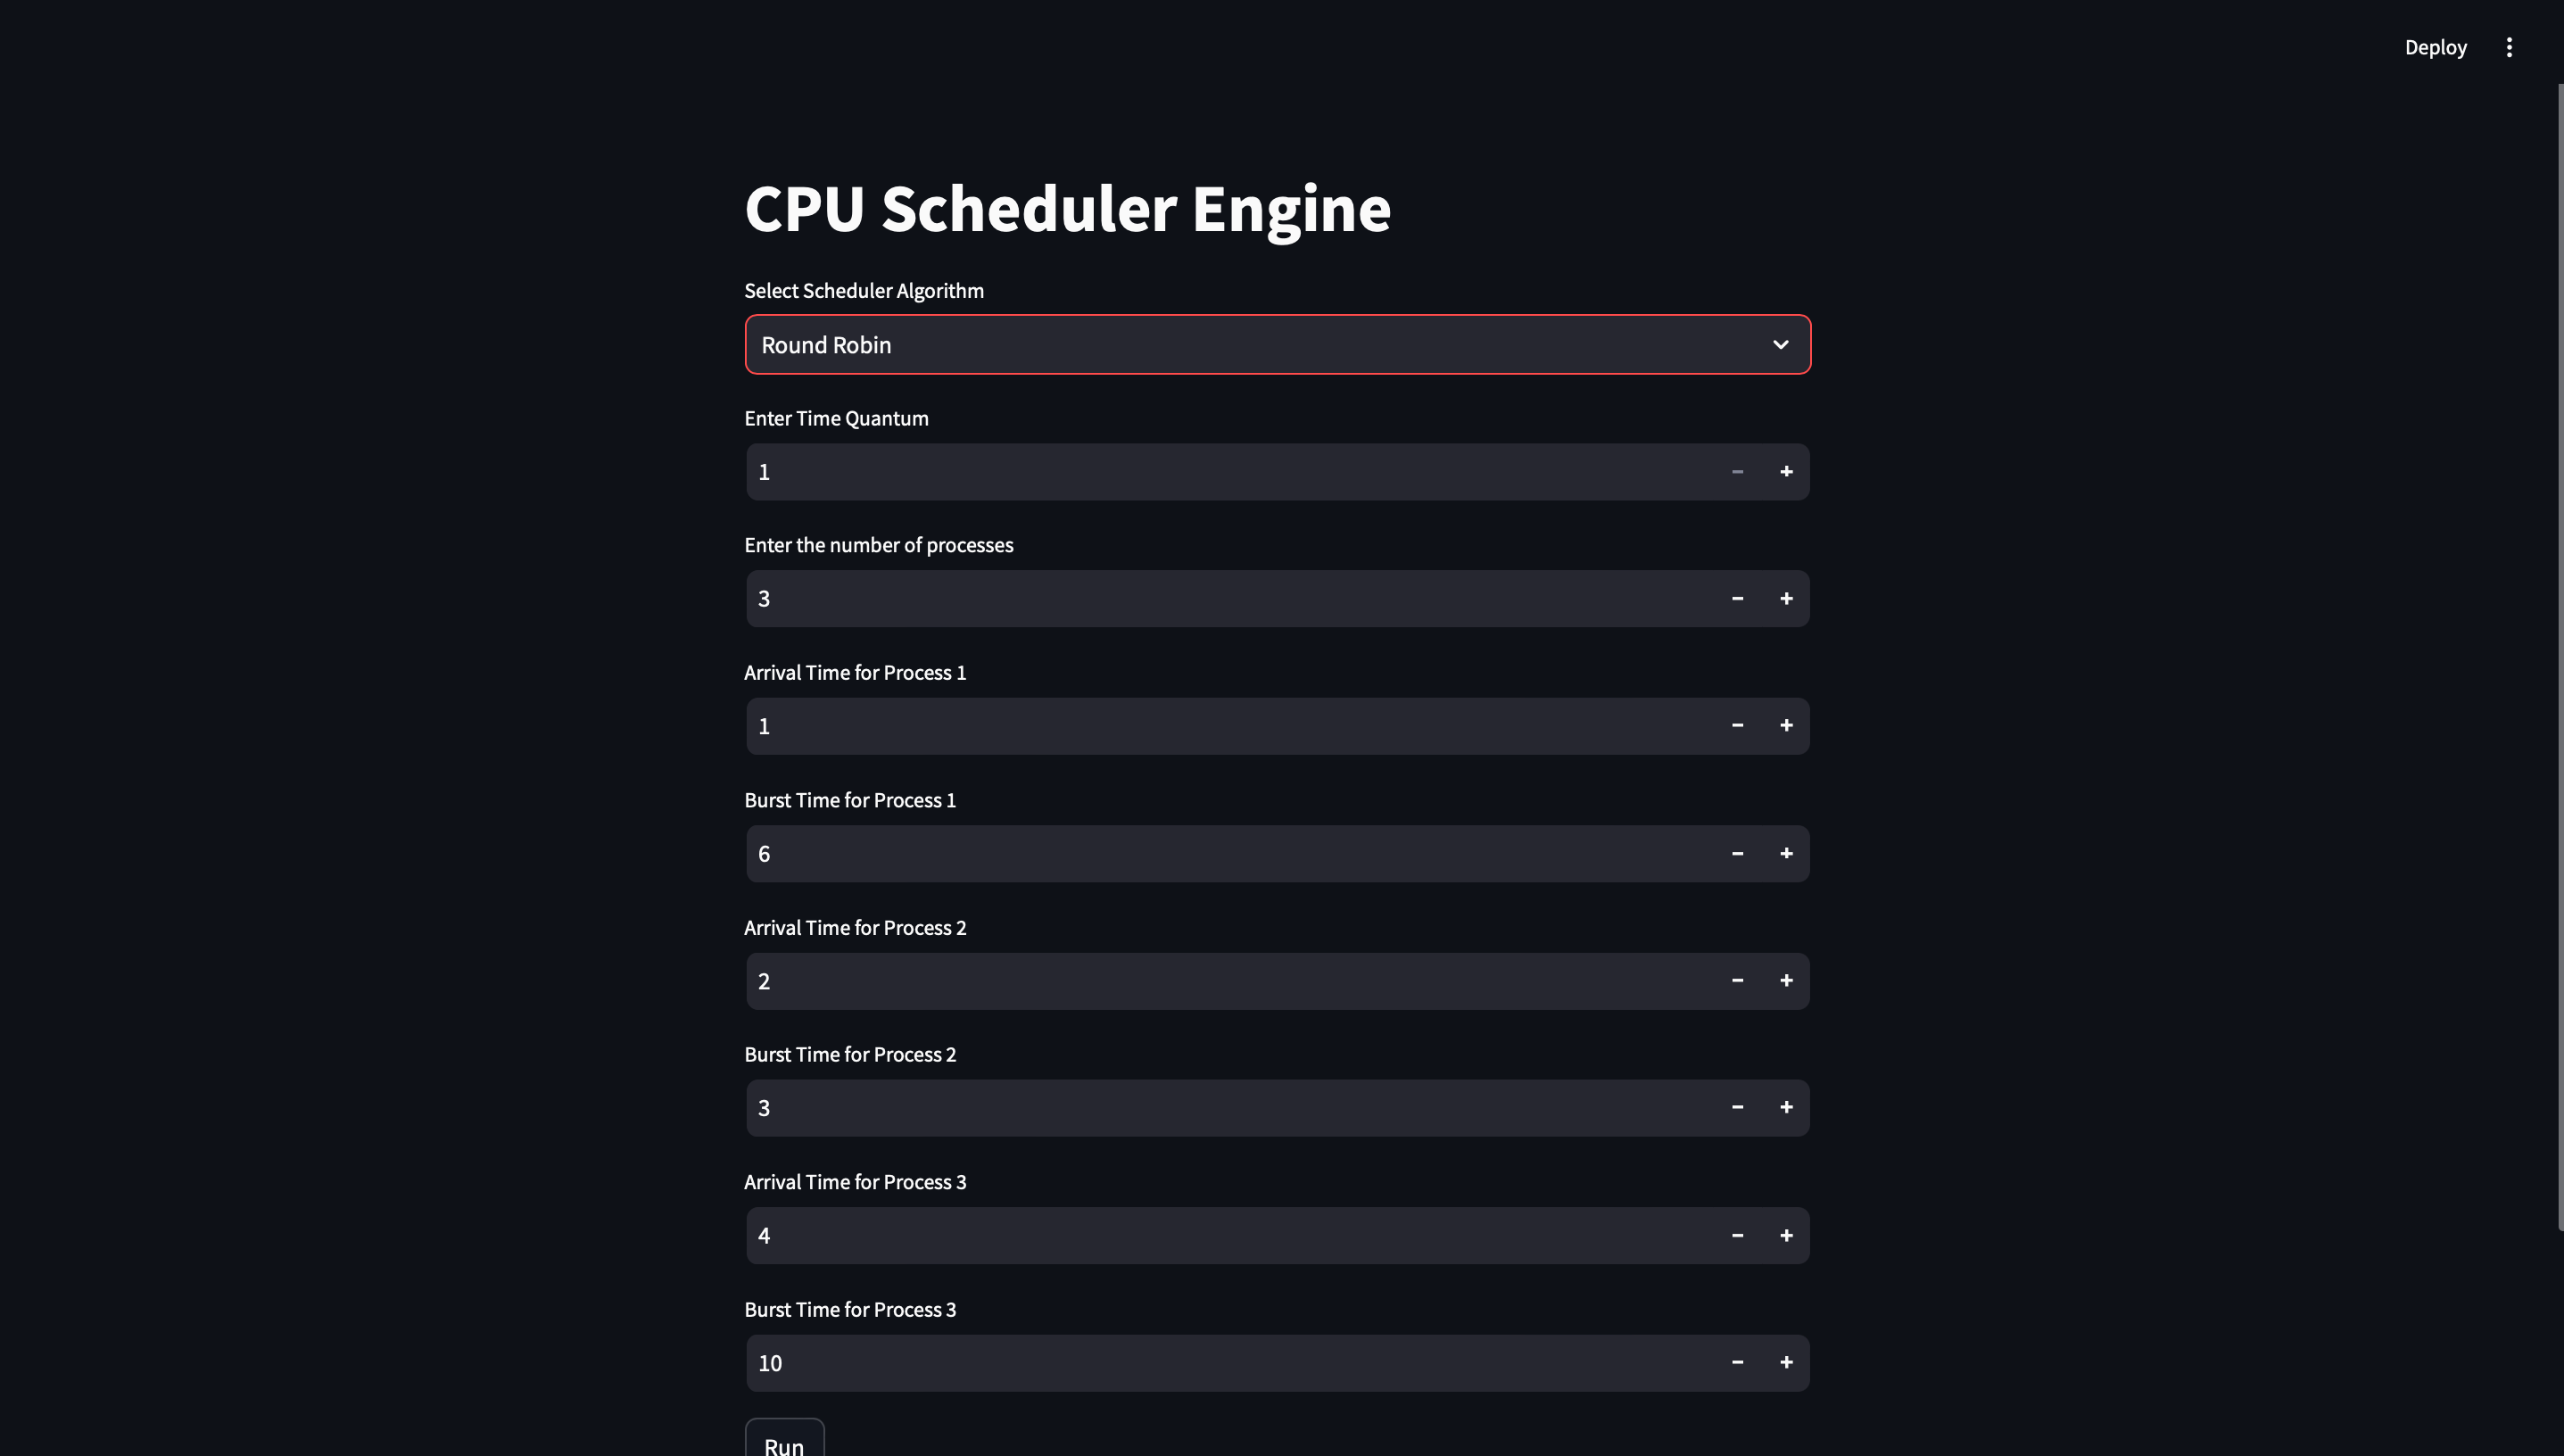 Deploy
CPU Scheduler Engine
Select Scheduler Algorithm
Round Robin
Enter Time Quantum
1
Enter the number of processes
3
Arrival Time for Process 1
1
Burst Time for Process 1
6
Arrival Time for Process 2
2
Burst Time for Process 2
3
Arrival Time for Process 3
4
Burst Time for Process 3
10
Run